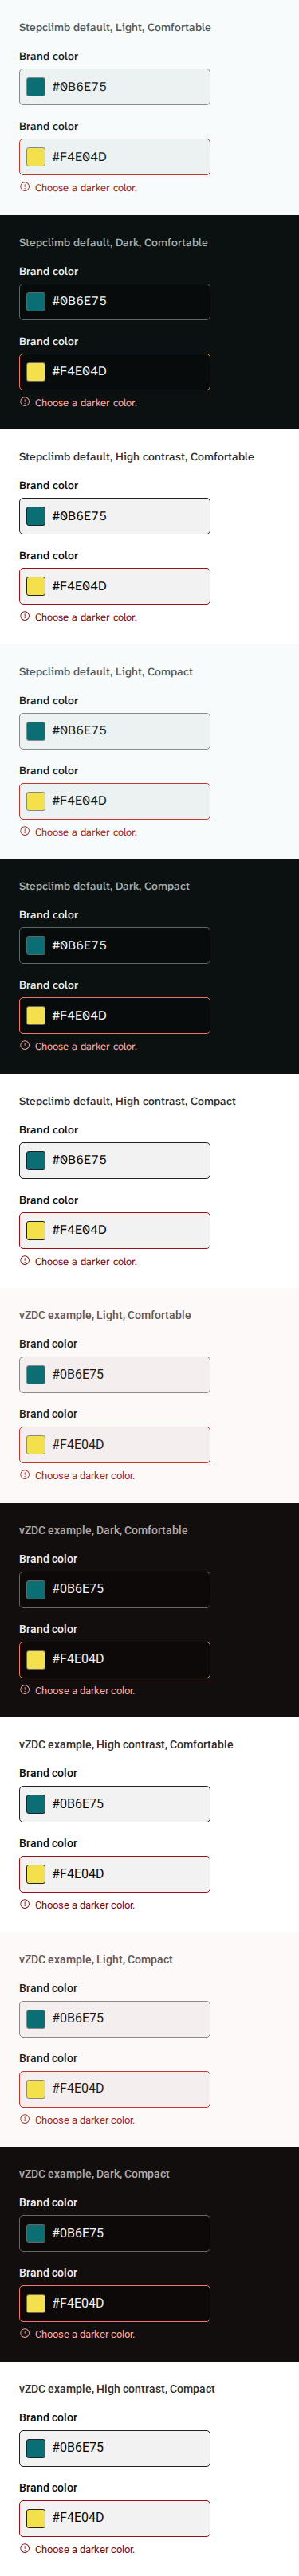 Stepclimb default, Light, Comfortable
Brand color
#0B6E75
Brand color
#F4E04D
Choose a darker color.
Stepclimb default, Dark, Comfortable
Brand color
#0B6E75
Brand color
#F4E04D
Choose a darker color.
Stepclimb default, High contrast, Comfortable
Brand color
#0B6E75
Brand color
#F4E04D
Choose a darker color.
Stepclimb default, Light, Compact
Brand color
#0B6E75
Brand color
#F4E04D
Choose a darker color.
Stepclimb default, Dark, Compact
Brand color
#0B6E75
Brand color
#F4E04D
Choose a darker color.
Stepclimb default, High contrast, Compact
Brand color
#0B6E75
Brand color
#F4E04D
Choose a darker color.
vZDC example, Light, Comfortable
Brand color
#0B6E75
Brand color
#F4E04D
Choose a darker color.
vZDC example, Dark, Comfortable
Brand color
#0B6E75
Brand color
#F4E04D
Choose a darker color.
vZDC example, High contrast, Comfortable
Brand color
#0B6E75
Brand color
#F4E04D
Choose a darker color.
vZDC example, Light, Compact
Brand color
#0B6E75
Brand color
#F4E04D
Choose a darker color.
vZDC example, Dark, Compact
Brand color
#0B6E75
Brand color
#F4E04D
Choose a darker color.
vZDC example, High contrast, Compact
Brand color
#0B6E75
Brand color
#F4E04D
Choose a darker color.